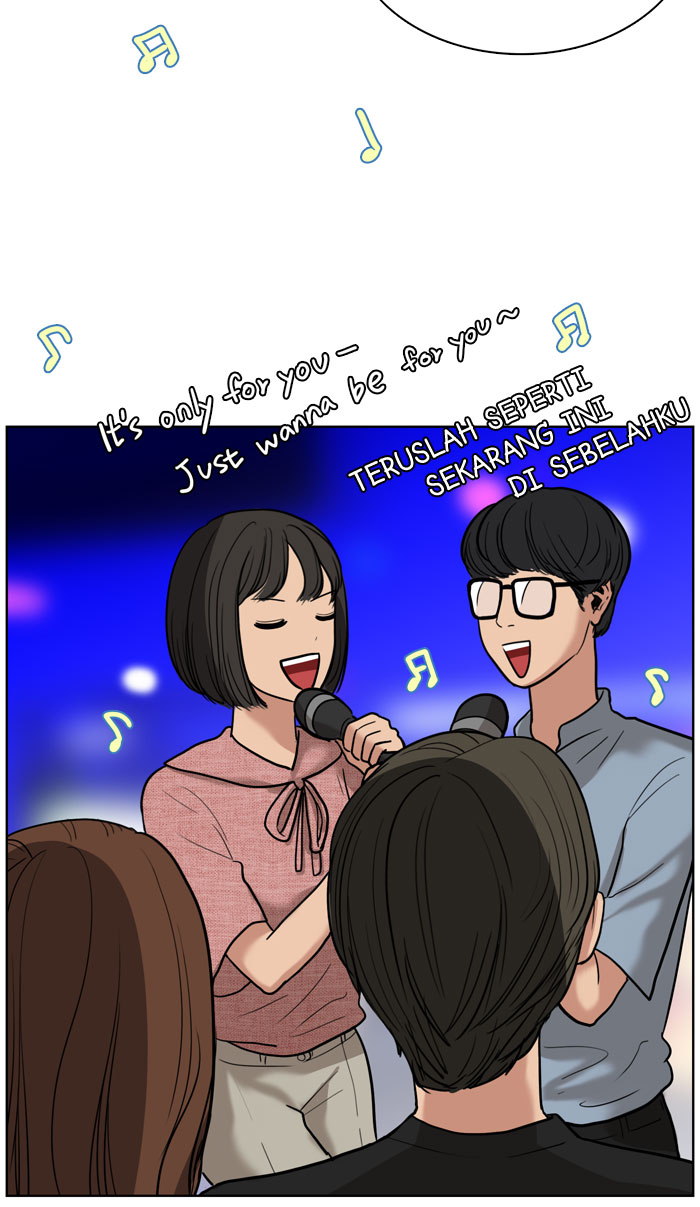 It's only for you –
Just wanna be for you ~
TERUSLAH SEPERTI
SEKARANG INI
DI SEBELAHKU